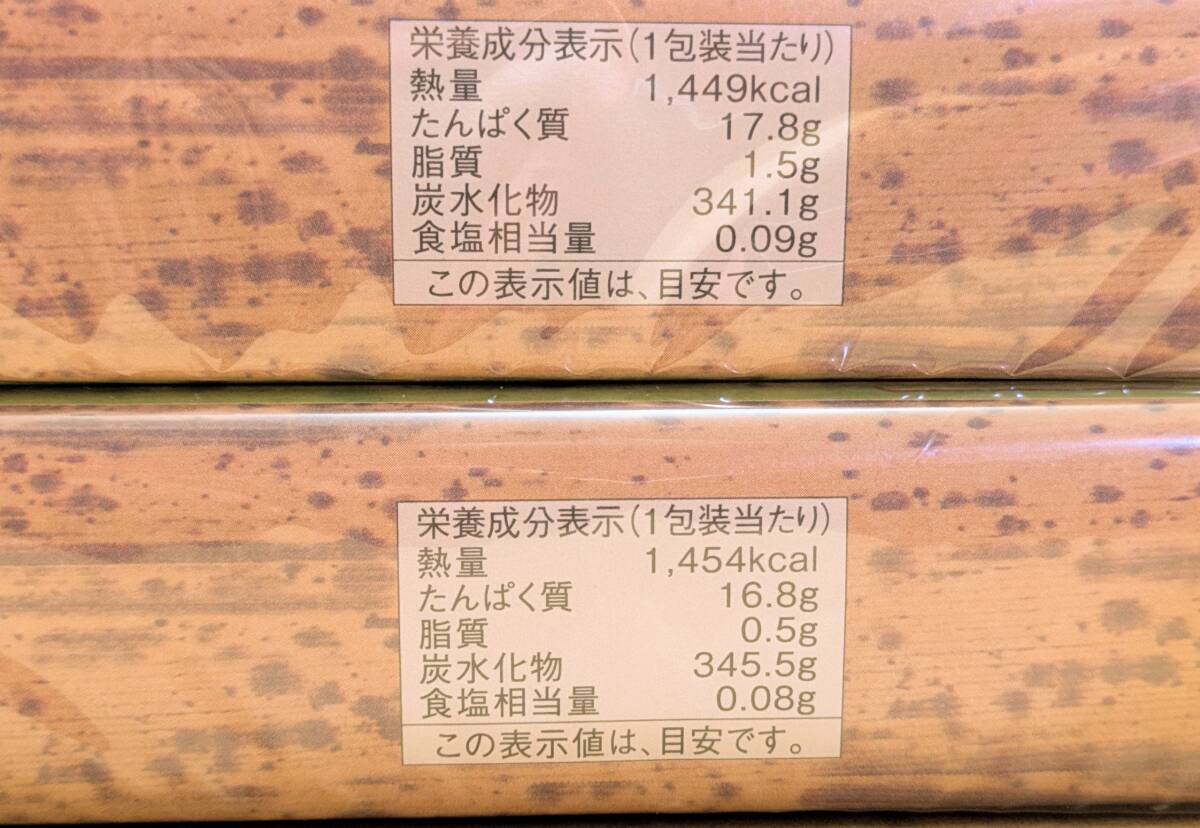 栄養成分表示(1包装当たり)
熱量 1,449kcal
たんぱく質 17.8g
脂質 1.5g
炭水化物 341.1g
食塩相当量 0.09g
この表示値は、目安です。
栄養成分表示(1包装当たり)
熱量 1,454kcal
たんぱく質 16.8g
脂質 0.5g
炭水化物 345.5g
食塩相当量 0.08g
この表示値は、目安です。